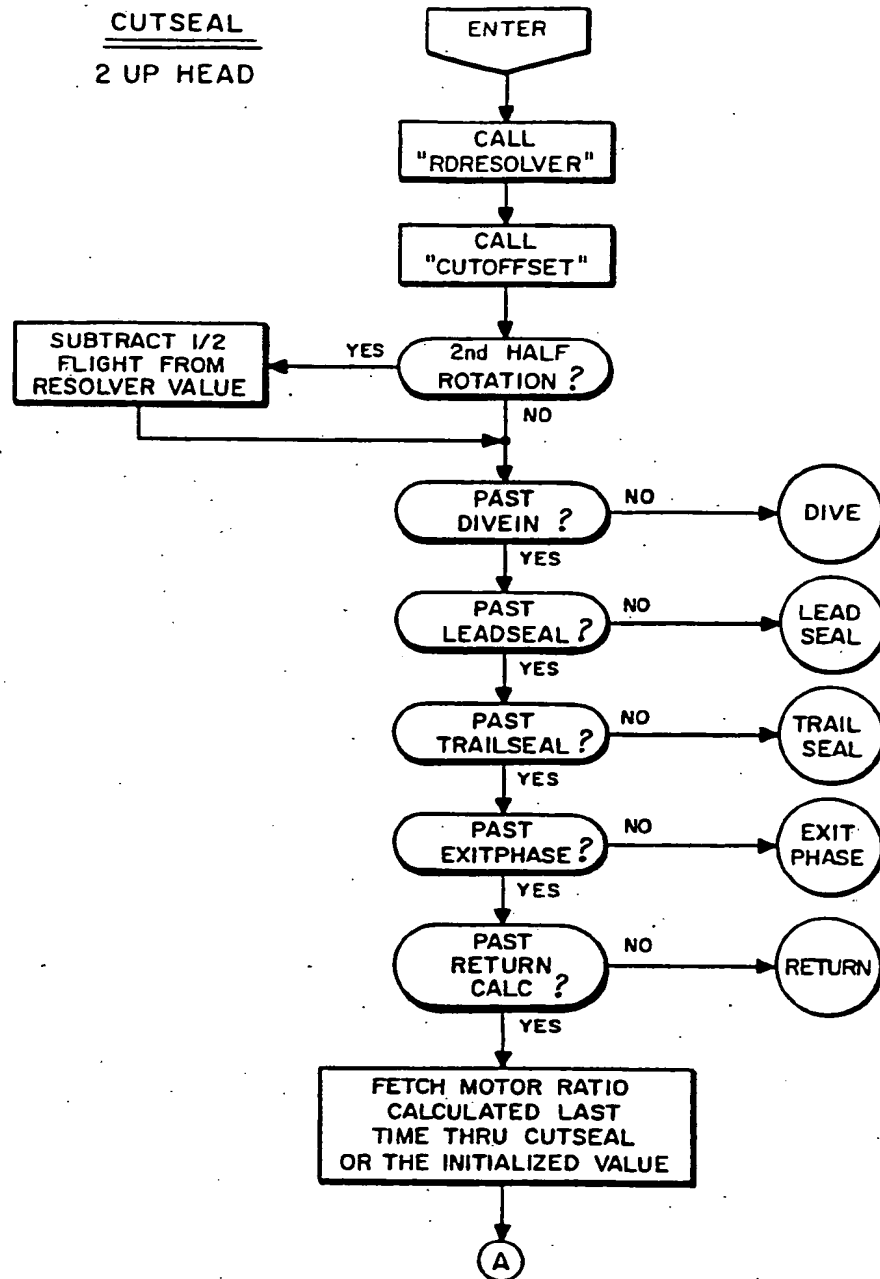 CUTSEAL
2 UP HEAD
ENTER
CALL
"RDRESOLVER"
CALL
"CUTOFFSET"
SUBTRACT 1/2
FLIGHT FROM
RESOLVER VALUE
YES
2nd HALF
ROTATION ?
NO
PAST
DIVEIN ?
NO
DIVE
YES
PAST
LEADSEAL ?
NO
LEAD
SEAL
YES
PAST
TRAILSEAL ?
NO
TRAIL
SEAL
YES
PAST
EXITPHASE ?
NO
EXIT
PHASE
YES
PAST
RETURN
CALC ?
NO
RETURN
YES
FETCH MOTOR RATIO
CALCULATED LAST
TIME THRU CUTSEAL
OR THE INITIALIZED VALUE
A